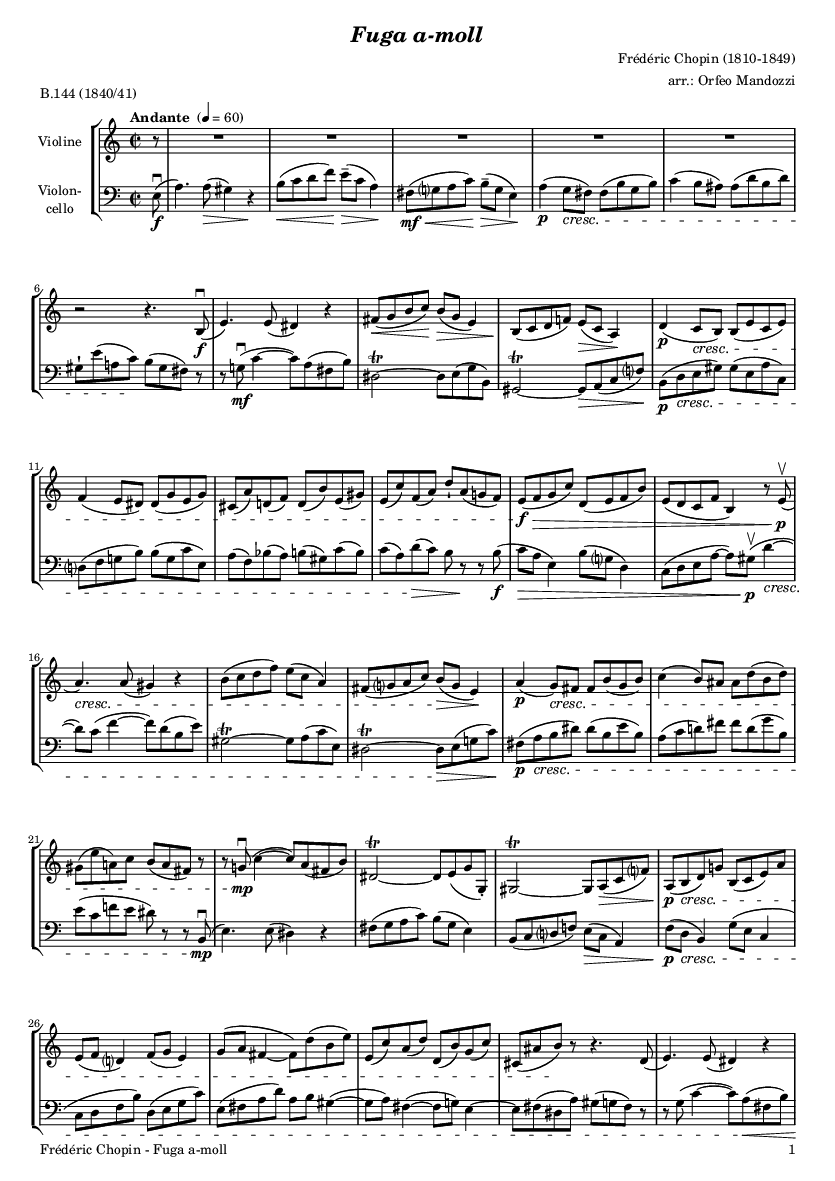 Fuga a-moll
Frédéric Chopin (1810-1849)
arr.: Orfeo Mandozzi
B.144 (1840/41)
Andante (♩ = 60)
Violine
Violon-
cello
f
mf
p cresc.
6
f
p cresc.
mf
p cresc.
11
f
p
f
p
cresc.
16
cresc.
p cresc.
p cresc.
21
mp
p cresc.
mp
p cresc.
26
Frédéric Chopin - Fuga a-moll 1